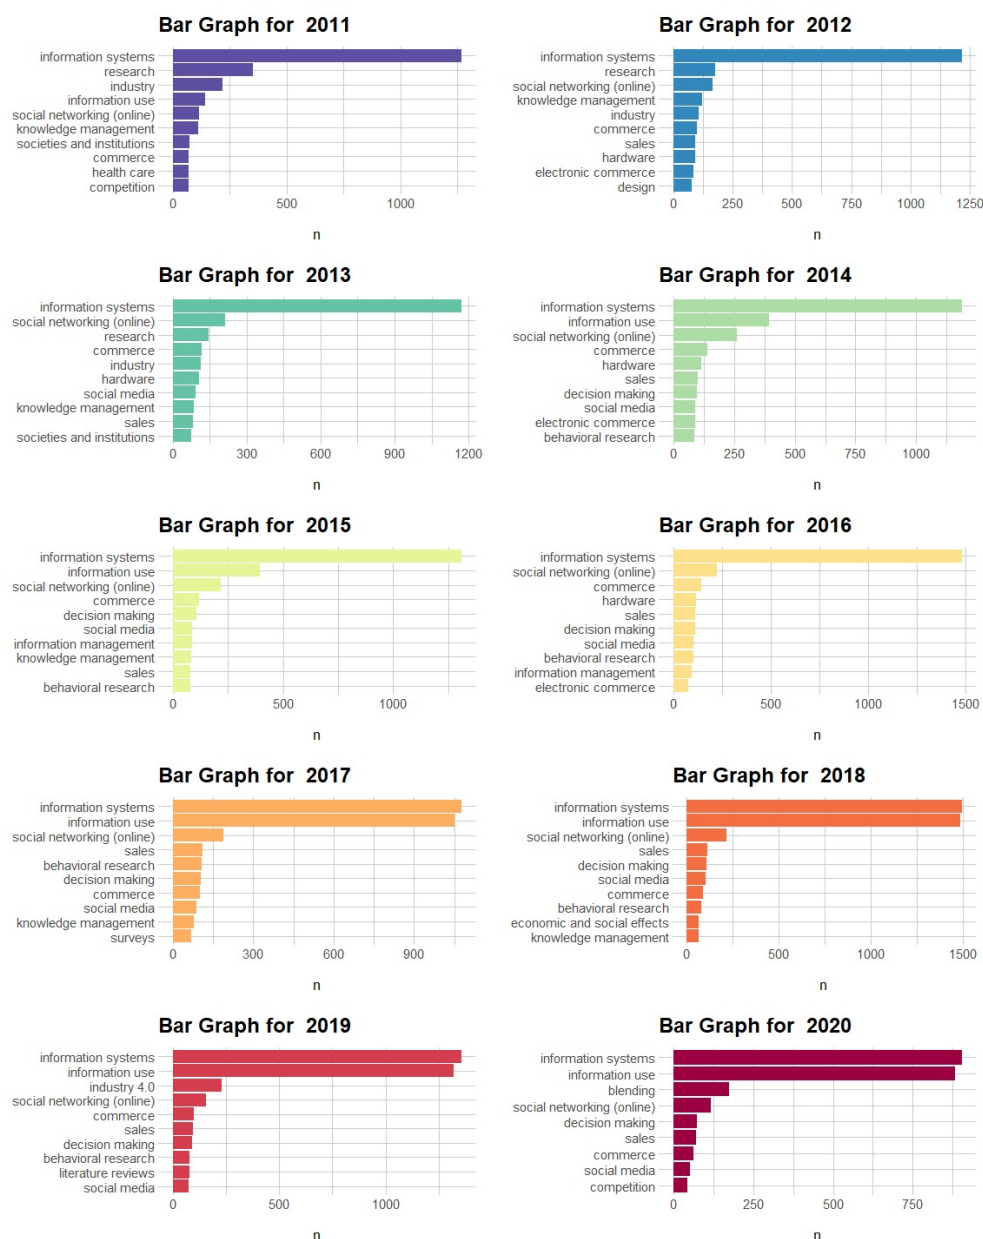 Bar Graph for 2011
information systems
research
industry
information use
social networking (online)
knowledge management
societies and institutions
commerce
health care
competition
0 500 1000
n
Bar Graph for 2012
information systems
research
social networking (online)
knowledge management
industry
commerce
sales
hardware
electronic commerce
design
0 250 500 750 1000 1250
n
Bar Graph for 2013
information systems
social networking (online)
research
commerce
industry
hardware
social media
knowledge management
sales
societies and institutions
0 300 600 900 1200
n
Bar Graph for 2014
information systems
information use
social networking (online)
commerce
hardware
sales
decision making
social media
electronic commerce
behavioral research
0 250 500 750 1000
n
Bar Graph for 2015
information systems
information use
social networking (online)
commerce
decision making
social media
information management
knowledge management
sales
behavioral research
0 500 1000
n
Bar Graph for 2016
information systems
social networking (online)
commerce
hardware
sales
decision making
social media
behavioral research
information management
electronic commerce
0 500 1000 1500
n
Bar Graph for 2017
information systems
information use
social networking (online)
sales
behavioral research
decision making
commerce
social media
knowledge management
surveys
0 300 600 900
n
Bar Graph for 2018
information systems
information use
social networking (online)
sales
decision making
social media
commerce
behavioral research
economic and social effects
knowledge management
0 500 1000 1500
n
Bar Graph for 2019
information systems
information use
industry 4.0
social networking (online)
commerce
sales
decision making
behavioral research
literature reviews
social media
0 500 1000
n
Bar Graph for 2020
information systems
information use
blending
social networking (online)
decision making
sales
commerce
social media
competition
0 250 500 750
n